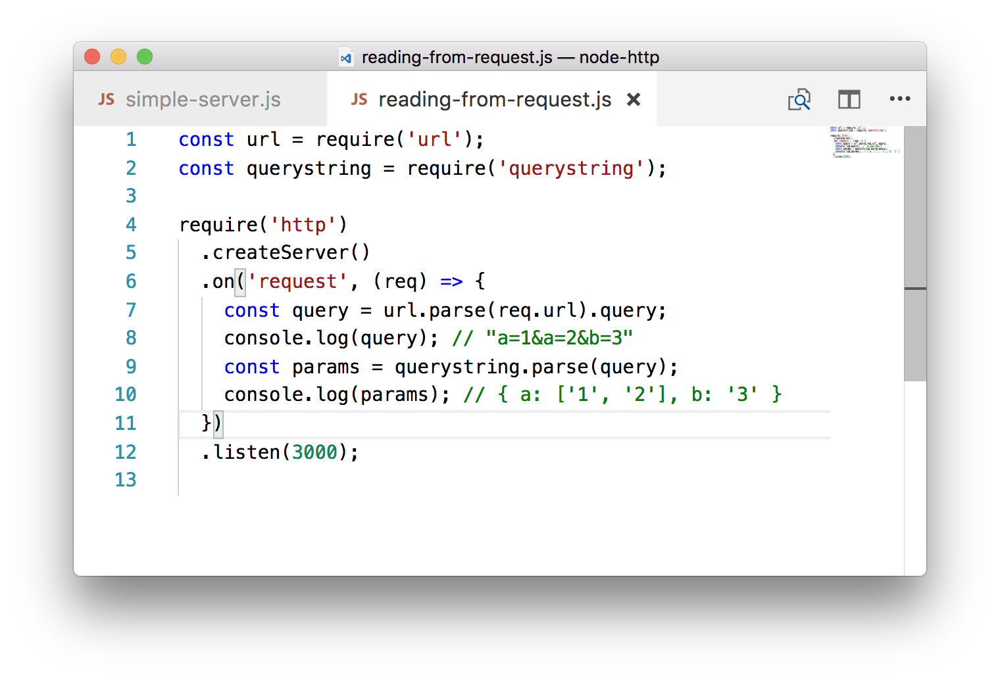 reading-from-request.js — node-http
JS simple-server.js
JS reading-from-request.js
1 const url = require('url');
2 const querystring = require('querystring');
3
4 require('http')
5   .createServer()
6   .on('request', (req) => {
7     const query = url.parse(req.url).query;
8     console.log(query); // "a=1&a=2&b=3"
9     const params = querystring.parse(query);
10     console.log(params); // { a: ['1', '2'], b: '3' }
11   })
12   .listen(3000);
13